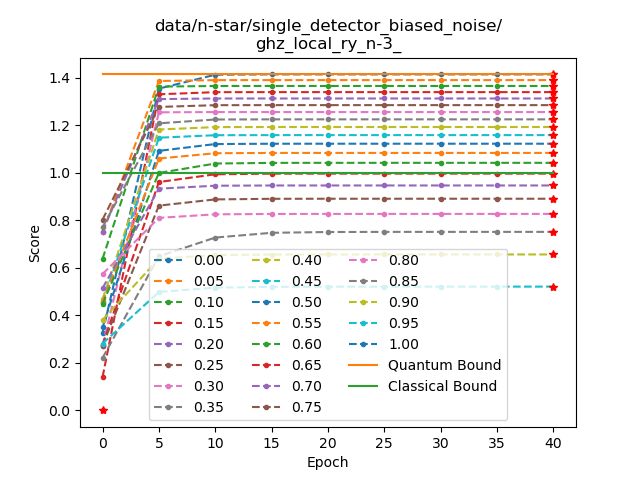 data/n-star/single_detector_biased_noise/
ghz_local_ry_n-3_
Score
1.4
1.2
1.0
0.8
0.6
0.4
0.2
0.0
0.00 0.40 0.80
0.05 0.45 0.85
0.10 0.50 0.90
0.15 0.55 0.95
0.20 0.60 1.00
0.25 0.65 Quantum Bound
0.30 0.70 Classical Bound
0.35 0.75
0 5 10 15 20 25 30 35 40
Epoch